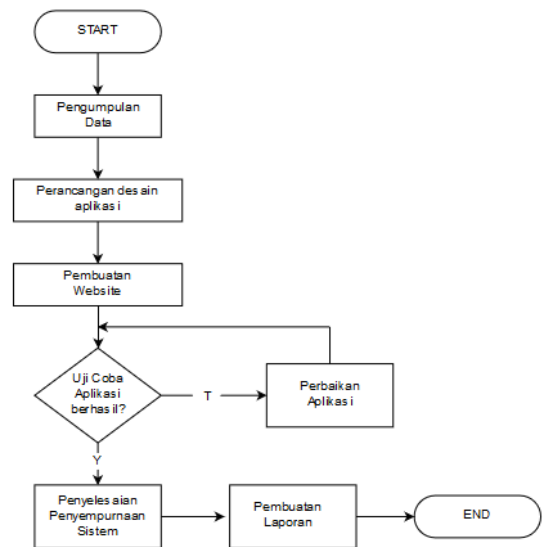 START
Pengumpulan
Data
Perancangan desain
aplikasi
Pembuatan
Website
Uji Coba
Aplikasi
berhasil?
T
Perbaikan
Aplikasi
Y
Penyelesaian
Penyempurnaan
Sistem
Pembuatan
Laporan
END